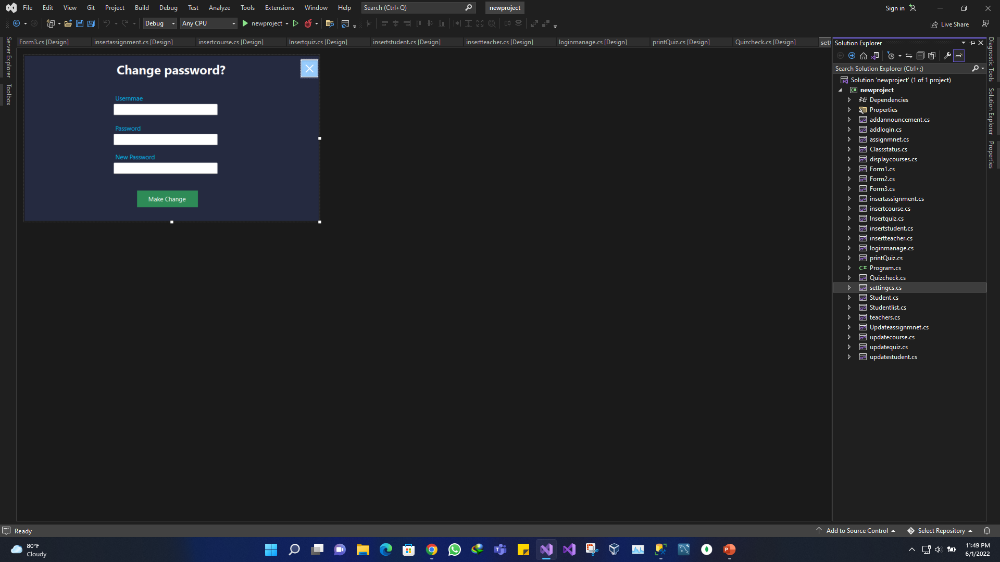 File Edit View Git Project Build Debug Test Analyze Tools Extensions Window Help Search (Ctrl+Q) newproject Sign in
Debug Any CPU newproject Live Share
Form3.cs [Design] insertassignment.cs [Design] insertcourse.cs [Design] Insertquiz.cs [Design] insertstudent.cs [Design] insertteacher.cs [Design] loginmanage.cs [Design] printQuiz.cs [Design] Quizcheck.cs [Design] set
Server Explorer
Toolbox
Change password?
Usernmae
Password
New Password
Make Change
Solution Explorer
Search Solution Explorer (Ctrl+;)
Solution 'newproject' (1 of 1 project)
C# newproject
Dependencies
Properties
addannouncement.cs
addlogin.cs
assignmnet.cs
Classstatus.cs
displaycourses.cs
Form1.cs
Form2.cs
Form3.cs
insertassignment.cs
insertcourse.cs
Insertquiz.cs
insertstudent.cs
insertteacher.cs
loginmanage.cs
printQuiz.cs
C# Program.cs
Quizcheck.cs
settingcs.cs
Student.cs
Studentlist.cs
teachers.cs
Updateassignmnet.cs
updatecourse.cs
updatequiz.cs
updatestudent.cs
Diagnostic Tools
Solution Explorer
Properties
Ready Add to Source Control Select Repository
80°F
Cloudy
11:49 PM
6/1/2022